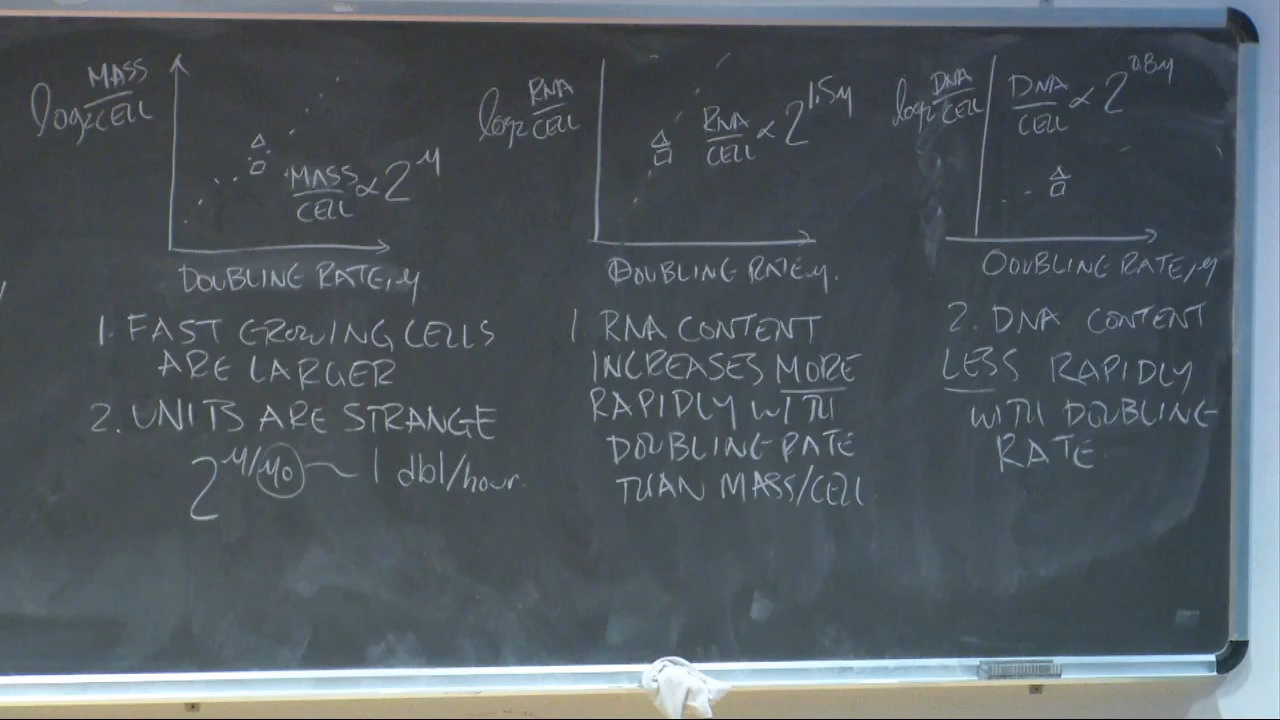 log₂ MASS/CELL
MASS/CELL ∝ 2^μ
DOUBLING RATE, μ
1. FAST GROWING CELLS
ARE LARGER
2. UNITS ARE STRANGE
2^μ/μ0 ~ 1 dbl/hour.
log₂ RNA/CELL
RNA/CELL ∝ 2^1.5μ
DOUBLING RATE μ.
1 RNA CONTENT
INCREASES MORE
RAPIDLY WITH
DOUBLING RATE
THAN MASS/CELL
log₂ DNA/CELL
DNA/CELL ∝ 2^0.8μ
DOUBLING RATE, μ
2. DNA CONTENT
LESS RAPIDLY
WITH DOUBLING
RATE